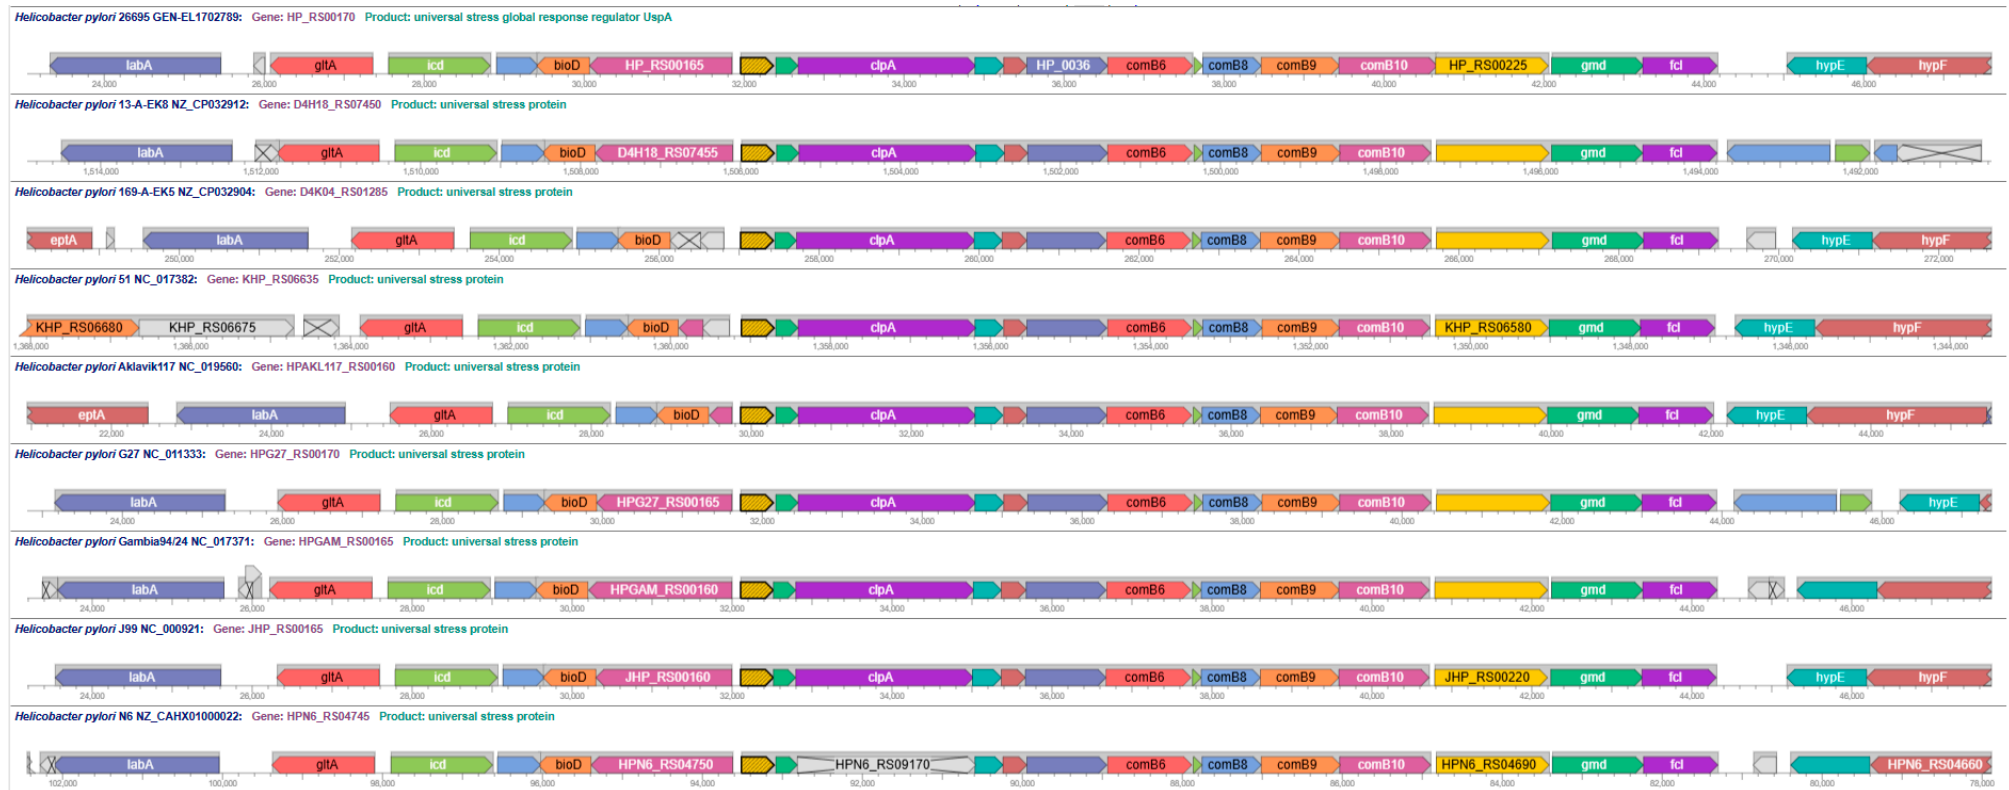 Helicobacter pylori 26695 GEN-EL1702789: Gene: HP_RS00170 Product: universal stress global response regulator UspA
labA gltA icd bioD HP_RS00165 clpA HP_0036 comB6 comB8 comB9 comB10 HP_RS00225 gmd fcl hypE hypF
24,000 26,000 28,000 30,000 32,000 34,000 36,000 38,000 40,000 42,000 44,000 46,000
Helicobacter pylori 13-A-EK8 NZ_CP032912: Gene: D4H18_RS07450 Product: universal stress protein
labA gltA icd bioD D4H18_RS07455 clpA comB6 comB8 comB9 comB10 gmd fcl
1,514,000 1,512,000 1,510,000 1,508,000 1,504,000 1,502,000 1,500,000 1,498,000 1,496,000 1,494,000 1,492,000
Helicobacter pylori 169-A-EK5 NZ_CP032904: Gene: D4K04_RS01285 Product: universal stress protein
eptA labA gltA icd bioD clpA comB6 comB8 comB9 comB10 gmd fcl hypE hypF
250,000 252,000 254,000 256,000 258,000 260,000 262,000 264,000 266,000 268,000 270,000 272,000
Helicobacter pylori 51 NC_017382: Gene: KHP_RS06635 Product: universal stress protein
KHP_RS06680 KHP_RS06675 gltA icd bioD clpA comB6 comB8 comB9 comB10 KHP_RS06580 gmd fcl hypE hypF
1,368,000 1,366,000 1,364,000 1,362,000 1,360,000 1,358,000 1,356,000 1,354,000 1,352,000 1,350,000 1,348,000 1,346,000 1,344,000
Helicobacter pylori Aklavik117 NC_019560: Gene: HPAKL117_RS00160 Product: universal stress protein
eptA labA gltA icd bioD clpA comB6 comB8 comB9 comB10 gmd fcl hypE hypF
22,000 24,000 26,000 28,000 30,000 32,000 34,000 36,000 38,000 40,000 42,000 44,000
Helicobacter pylori G27 NC_011333: Gene: HPG27_RS00170 Product: universal stress protein
labA gltA icd bioD HPG27_RS00165 clpA comB6 comB8 comB9 comB10 gmd fcl hypE
24,000 26,000 28,000 30,000 32,000 34,000 36,000 38,000 40,000 42,000 44,000 46,000
Helicobacter pylori Gambia94/24 NC_017371: Gene: HPGAM_RS00165 Product: universal stress protein
labA gltA icd bioD HPGAM_RS00160 clpA comB6 comB8 comB9 comB10 gmd fcl
24,000 26,000 28,000 30,000 32,000 34,000 36,000 38,000 40,000 42,000 44,000 46,000
Helicobacter pylori J99 NC_000921: Gene: JHP_RS00165 Product: universal stress protein
labA gltA icd bioD JHP_RS00160 clpA comB6 comB8 comB9 comB10 JHP_RS00220 gmd fcl hypE hypF
24,000 26,000 28,000 30,000 32,000 34,000 36,000 38,000 40,000 42,000 44,000 46,000
Helicobacter pylori N6 NZ_CAHX01000022: Gene: HPN6_RS04745 Product: universal stress protein
labA gltA icd bioD HPN6_RS04750 HPN6_RS09170 comB6 comB8 comB9 comB10 HPN6_RS04690 gmd fcl HPN6_RS04660
102,000 100,000 98,000 96,000 94,000 92,000 90,000 88,000 86,000 84,000 82,000 80,000 78,000